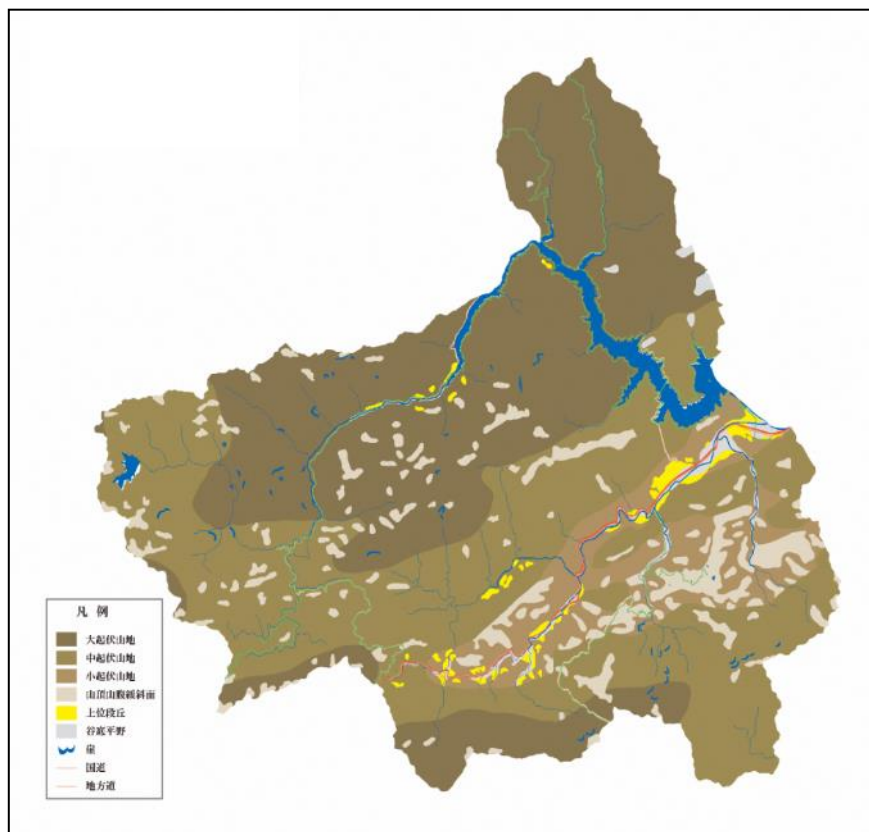 凡 例
大起伏山地
中起伏山地
小起伏山地
山頂山腹緩斜面
上位段丘
谷底平野
崖
国道
地方道